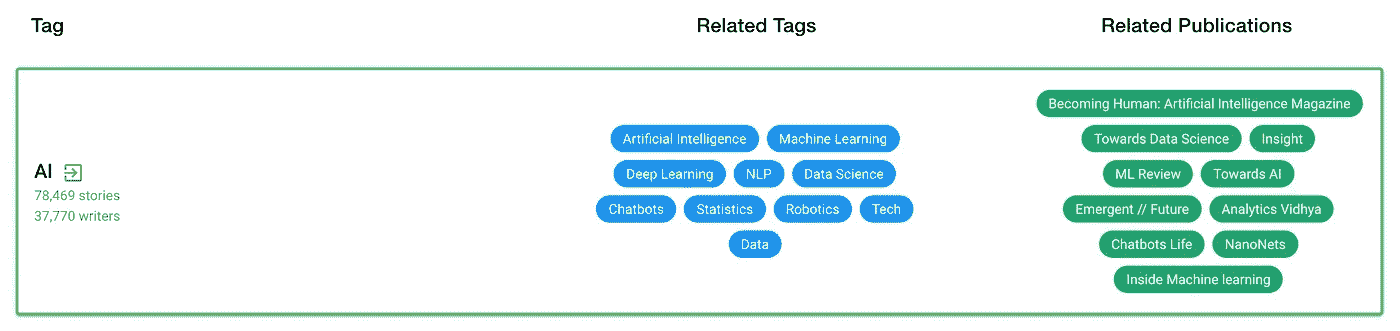 Tag Related Tags Related Publications
AI
78,469 stories
37,770 writers
Artificial Intelligence Machine Learning
Deep Learning NLP Data Science
Chatbots Statistics Robotics Tech
Data
Becoming Human: Artificial Intelligence Magazine
Towards Data Science Insight
ML Review Towards AI
Emergent // Future Analytics Vidhya
Chatbots Life NanoNets
Inside Machine learning